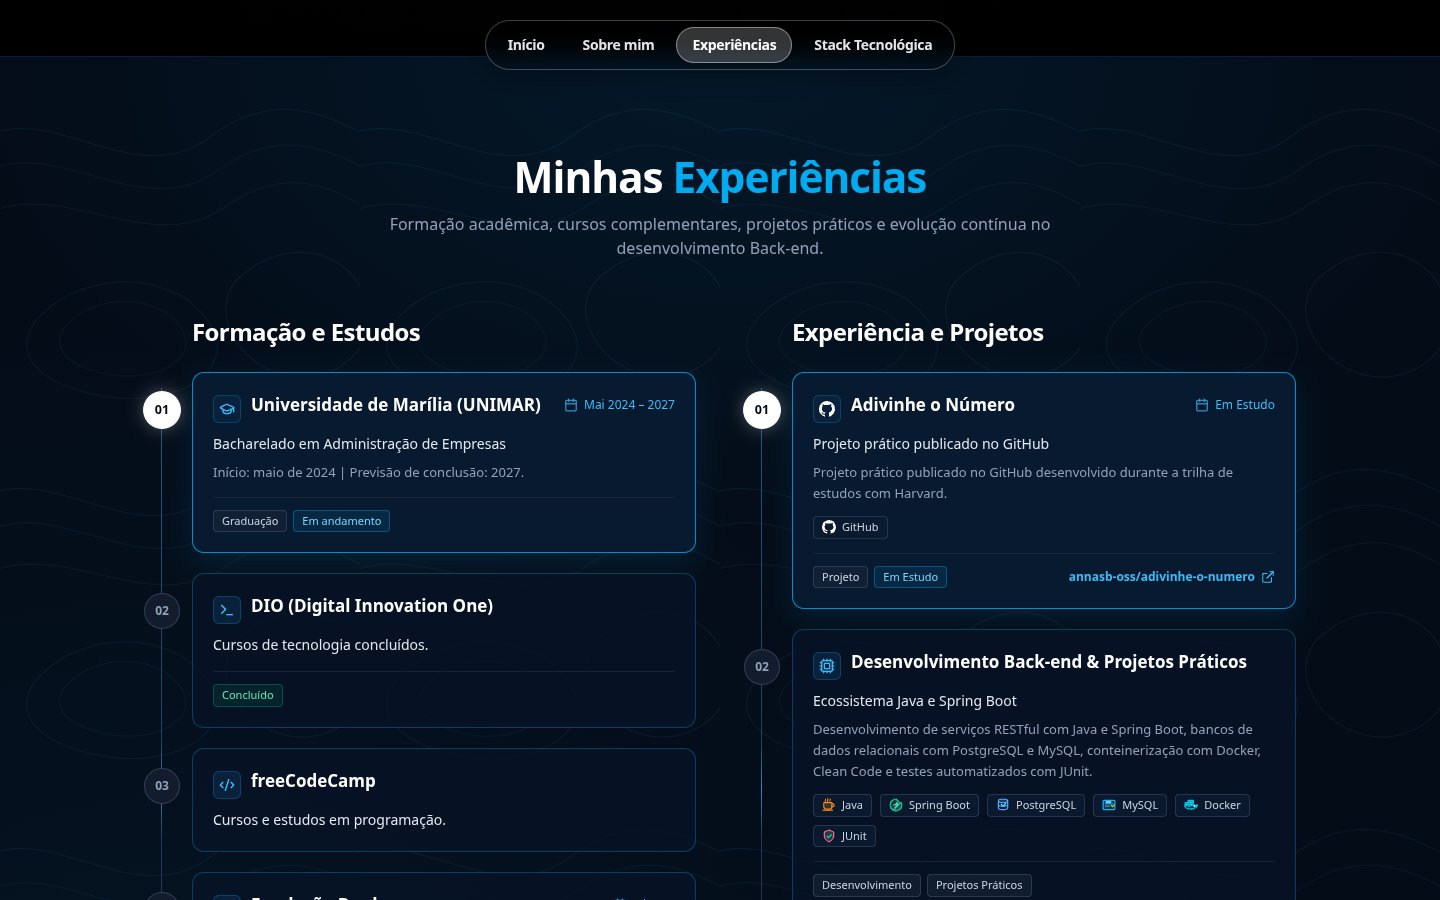 Início
Sobre mim
Experiências
Stack Tecnológica
Minhas Experiências
Formação acadêmica, cursos complementares, projetos práticos e evolução contínua no
desenvolvimento Back-end.
Formação e Estudos
01
Universidade de Marília (UNIMAR)
Mai 2024 – 2027
Bacharelado em Administração de Empresas
Início: maio de 2024 | Previsão de conclusão: 2027.
Graduação
Em andamento
02
DIO (Digital Innovation One)
Cursos de tecnologia concluídos.
Concluído
03
freeCodeCamp
Cursos e estudos em programação.
Experiência e Projetos
01
Adivinhe o Número
Em Estudo
Projeto prático publicado no GitHub
Projeto prático publicado no GitHub desenvolvido durante a trilha de
estudos com Harvard.
GitHub
Projeto
Em Estudo
annasb-oss/adivinhe-o-numero
02
Desenvolvimento Back-end & Projetos Práticos
Ecossistema Java e Spring Boot
Desenvolvimento de serviços RESTful com Java e Spring Boot, bancos de
dados relacionais com PostgreSQL e MySQL, conteinerização com Docker,
Clean Code e testes automatizados com JUnit.
Java
Spring Boot
PostgreSQL
MySQL
Docker
JUnit
Desenvolvimento
Projetos Práticos